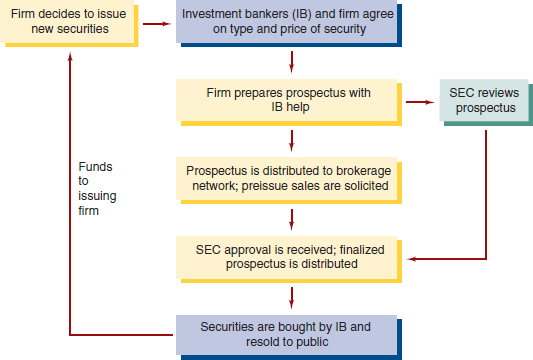 Firm decides to issue
new securities
Investment bankers (IB) and firm agree
on type and price of security
Firm prepares prospectus with
IB help
SEC reviews
prospectus
Prospectus is distributed to brokerage
network; preissue sales are solicited
Funds
to
issuing
firm
SEC approval is received; finalized
prospectus is distributed
Securities are bought by IB and
resold to public